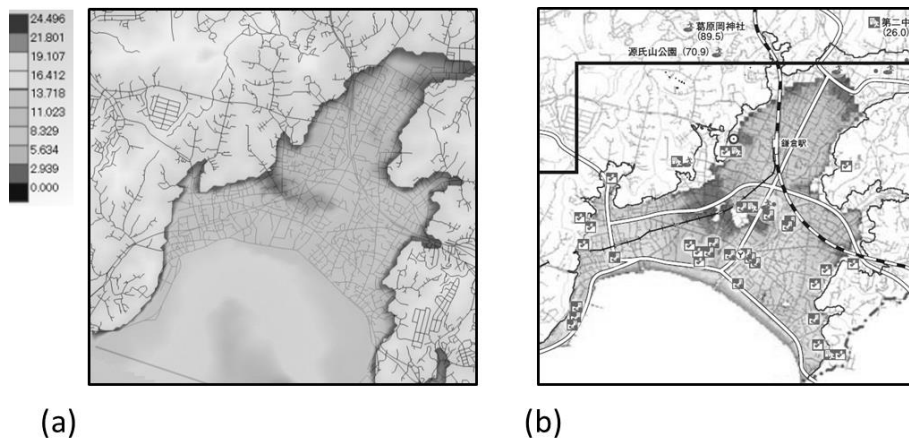 24.496
21.801
19.107
16.412
13.718
11.023
8.329
5.634
2.939
0.000
葛原岡神社
(89.5)
源氏山公園 (70.9)
第二中
(26.0)
鎌倉駅
(a)
(b)